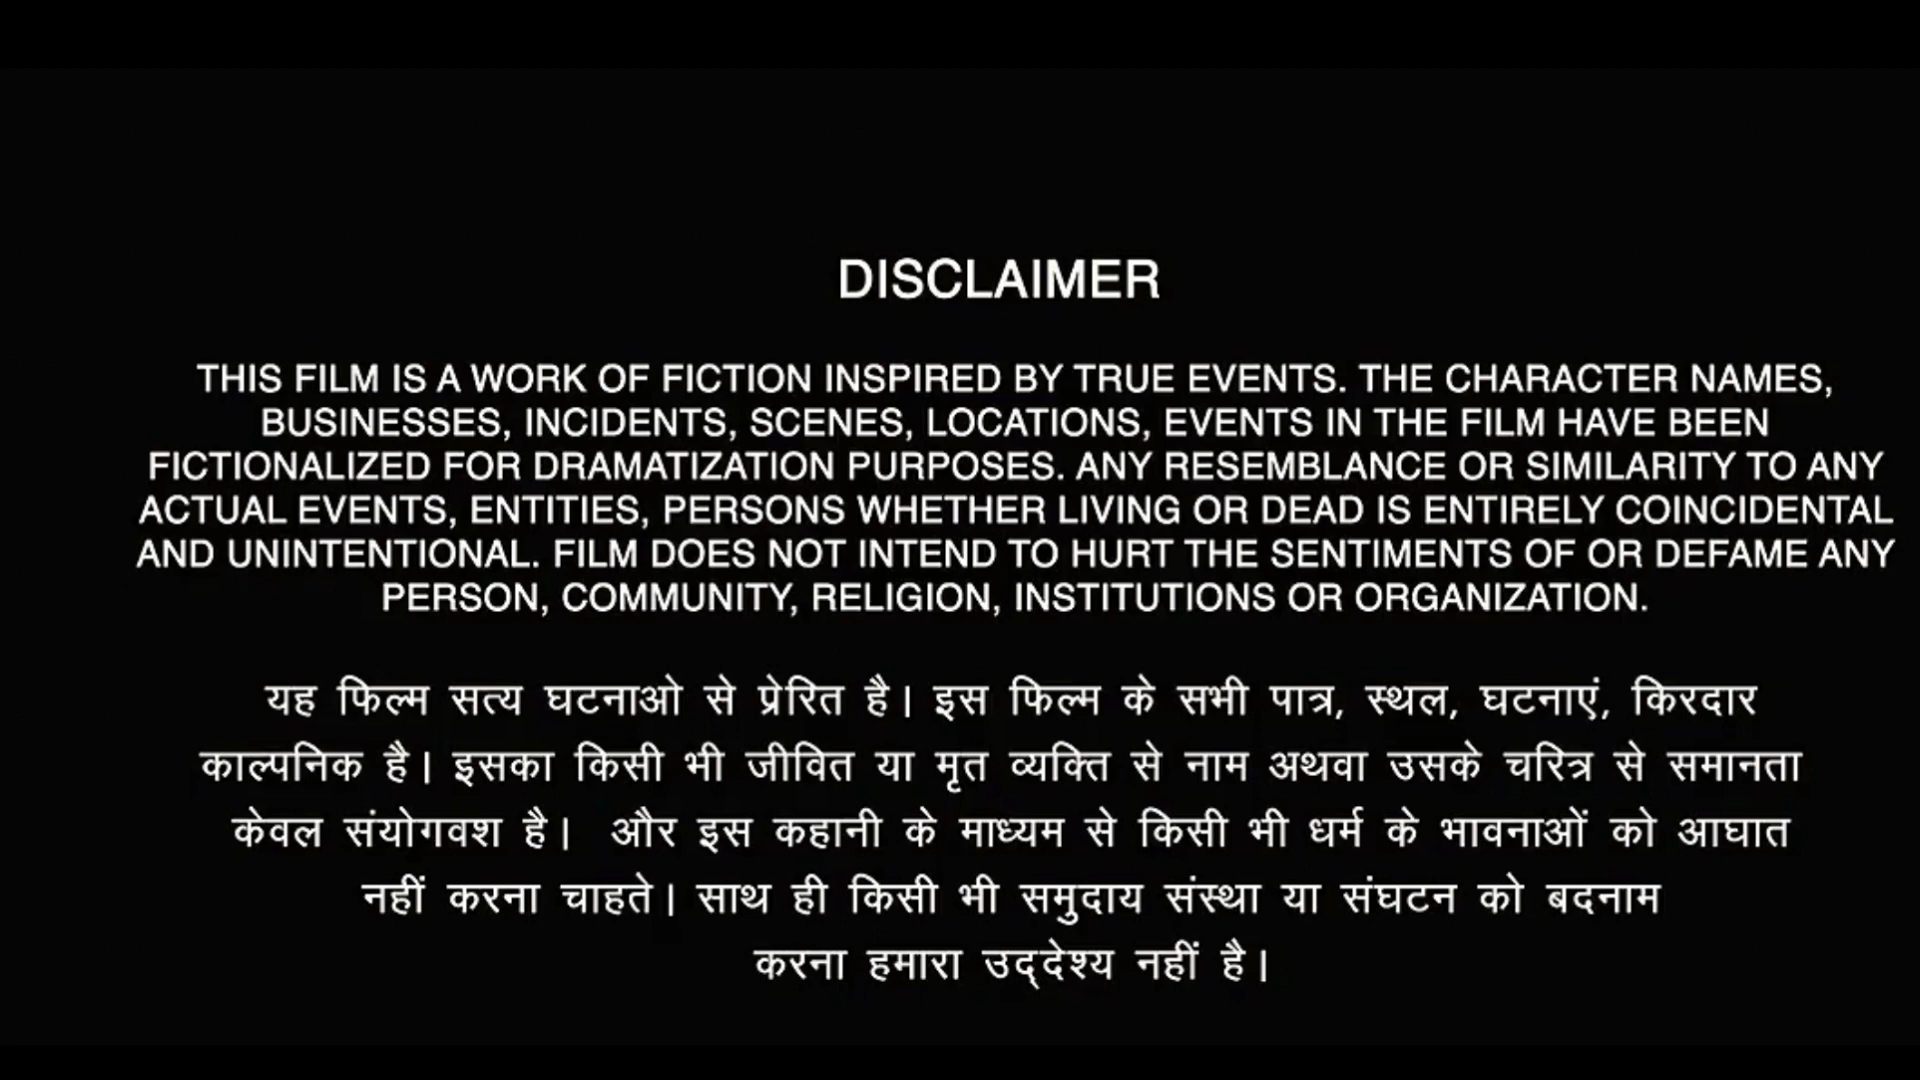 DISCLAIMER
THIS FILM IS A WORK OF FICTION INSPIRED BY TRUE EVENTS. THE CHARACTER NAMES,
BUSINESSES, INCIDENTS, SCENES, LOCATIONS, EVENTS IN THE FILM HAVE BEEN
FICTIONALIZED FOR DRAMATIZATION PURPOSES. ANY RESEMBLANCE OR SIMILARITY TO ANY
ACTUAL EVENTS, ENTITIES, PERSONS WHETHER LIVING OR DEAD IS ENTIRELY COINCIDENTAL
AND UNINTENTIONAL. FILM DOES NOT INTEND TO HURT THE SENTIMENTS OF OR DEFAME ANY
PERSON, COMMUNITY, RELIGION, INSTITUTIONS OR ORGANIZATION.
यह फिल्म सत्य घटनाओ से प्रेरित है। इस फिल्म के सभी पात्र, स्थल, घटनाएं, किरदार
काल्पनिक है। इसका किसी भी जीवित या मृत व्यक्ति से नाम अथवा उसके चरित्र से समानता
केवल संयोगवश है। और इस कहानी के माध्यम से किसी भी धर्म के भावनाओं को आघात
नहीं करना चाहते। साथ ही किसी भी समुदाय संस्था या संघटन को बदनाम
करना हमारा उद्देश्य नहीं है।